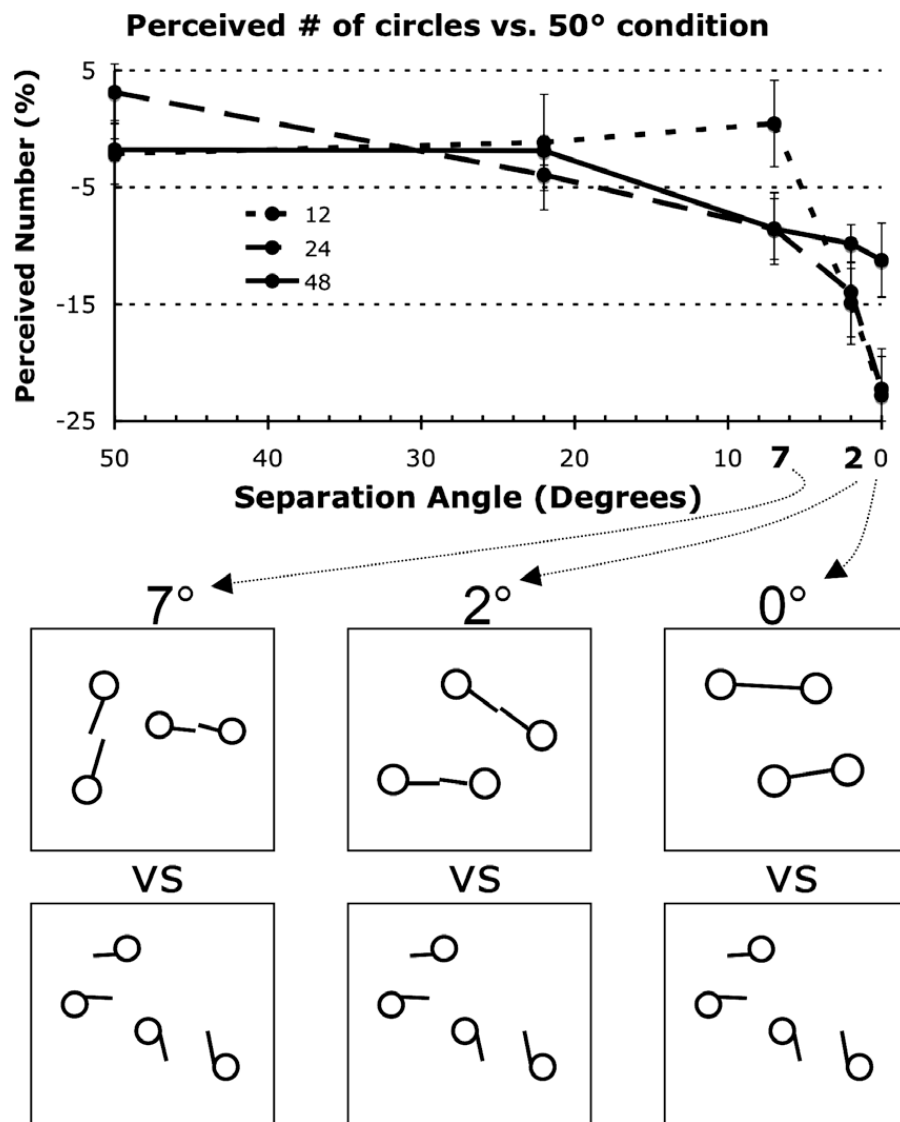 Perceived # of circles vs. 50° condition
Perceived Number (%)
5
-5
-15
-25
12
24
48
50 40 30 20 10 7 2 0
Separation Angle (Degrees)
7° 2° 0°
VS VS VS